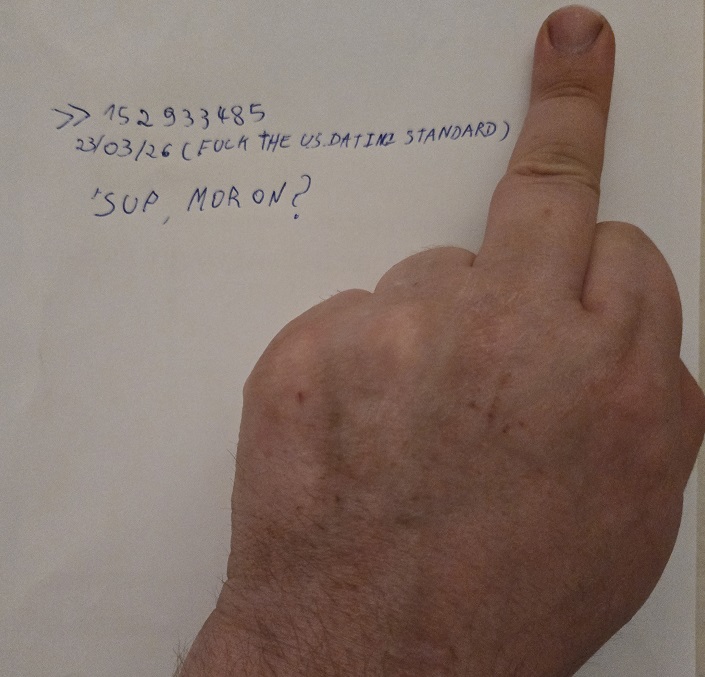 >> 152933485
23/03/26 (FUCK THE US DATING STANDARD)
'SUP, MORON?